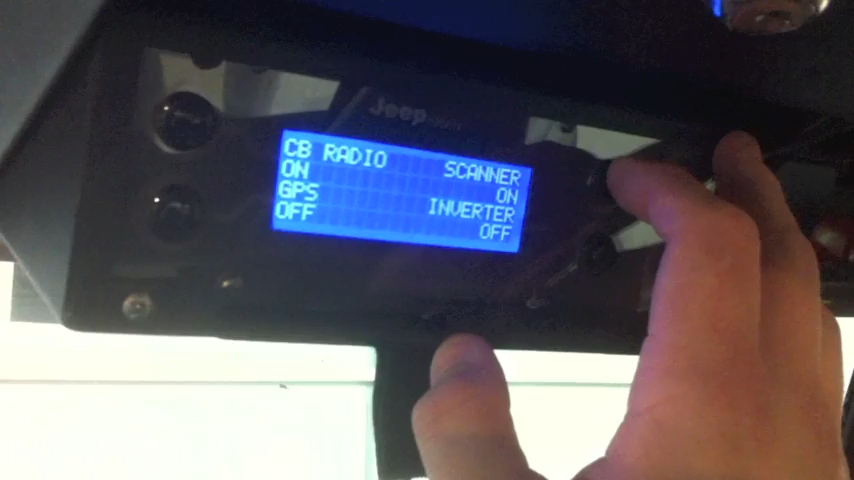 Jeep
CB RADIO SCANNER
ON ON
GPS INVERTER
OFF OFF